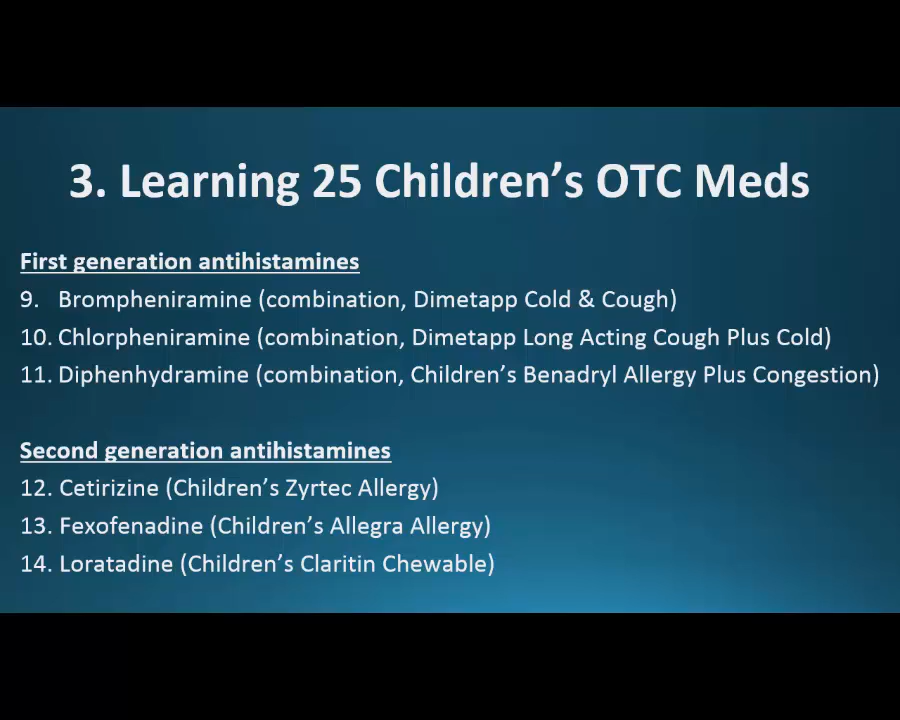 3. Learning 25 Children’s OTC Meds
First generation antihistamines
9. Brompheniramine (combination, Dimetapp Cold & Cough)
10. Chlorpheniramine (combination, Dimetapp Long Acting Cough Plus Cold)
11. Diphenhydramine (combination, Children’s Benadryl Allergy Plus Congestion)
Second generation antihistamines
12. Cetirizine (Children’s Zyrtec Allergy)
13. Fexofenadine (Children’s Allegra Allergy)
14. Loratadine (Children’s Claritin Chewable)